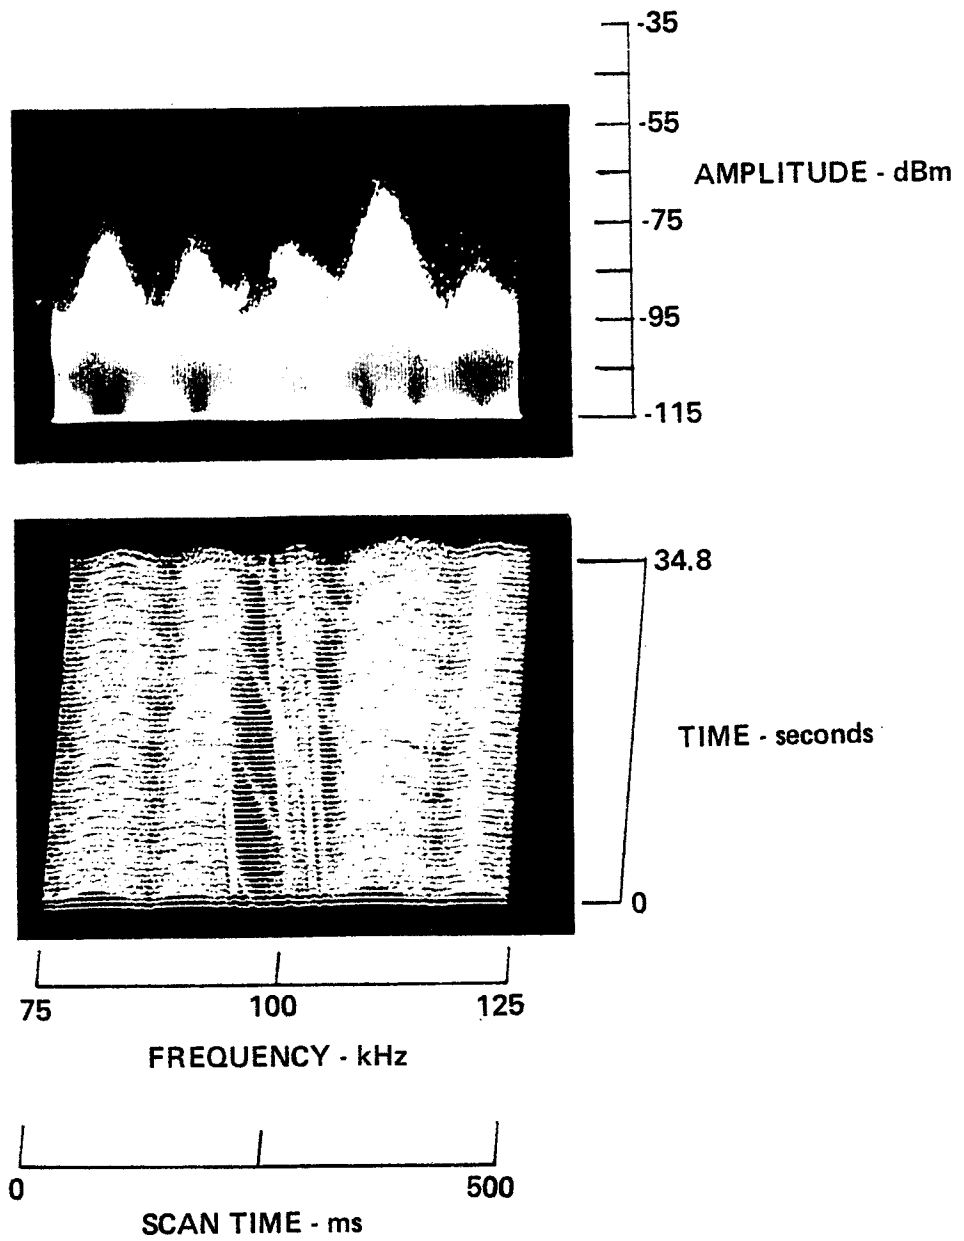 -35
-55
AMPLITUDE - dBm
-75
-95
-115
34.8
TIME - seconds
0
75 100 125
FREQUENCY - kHz
0 500
SCAN TIME - ms